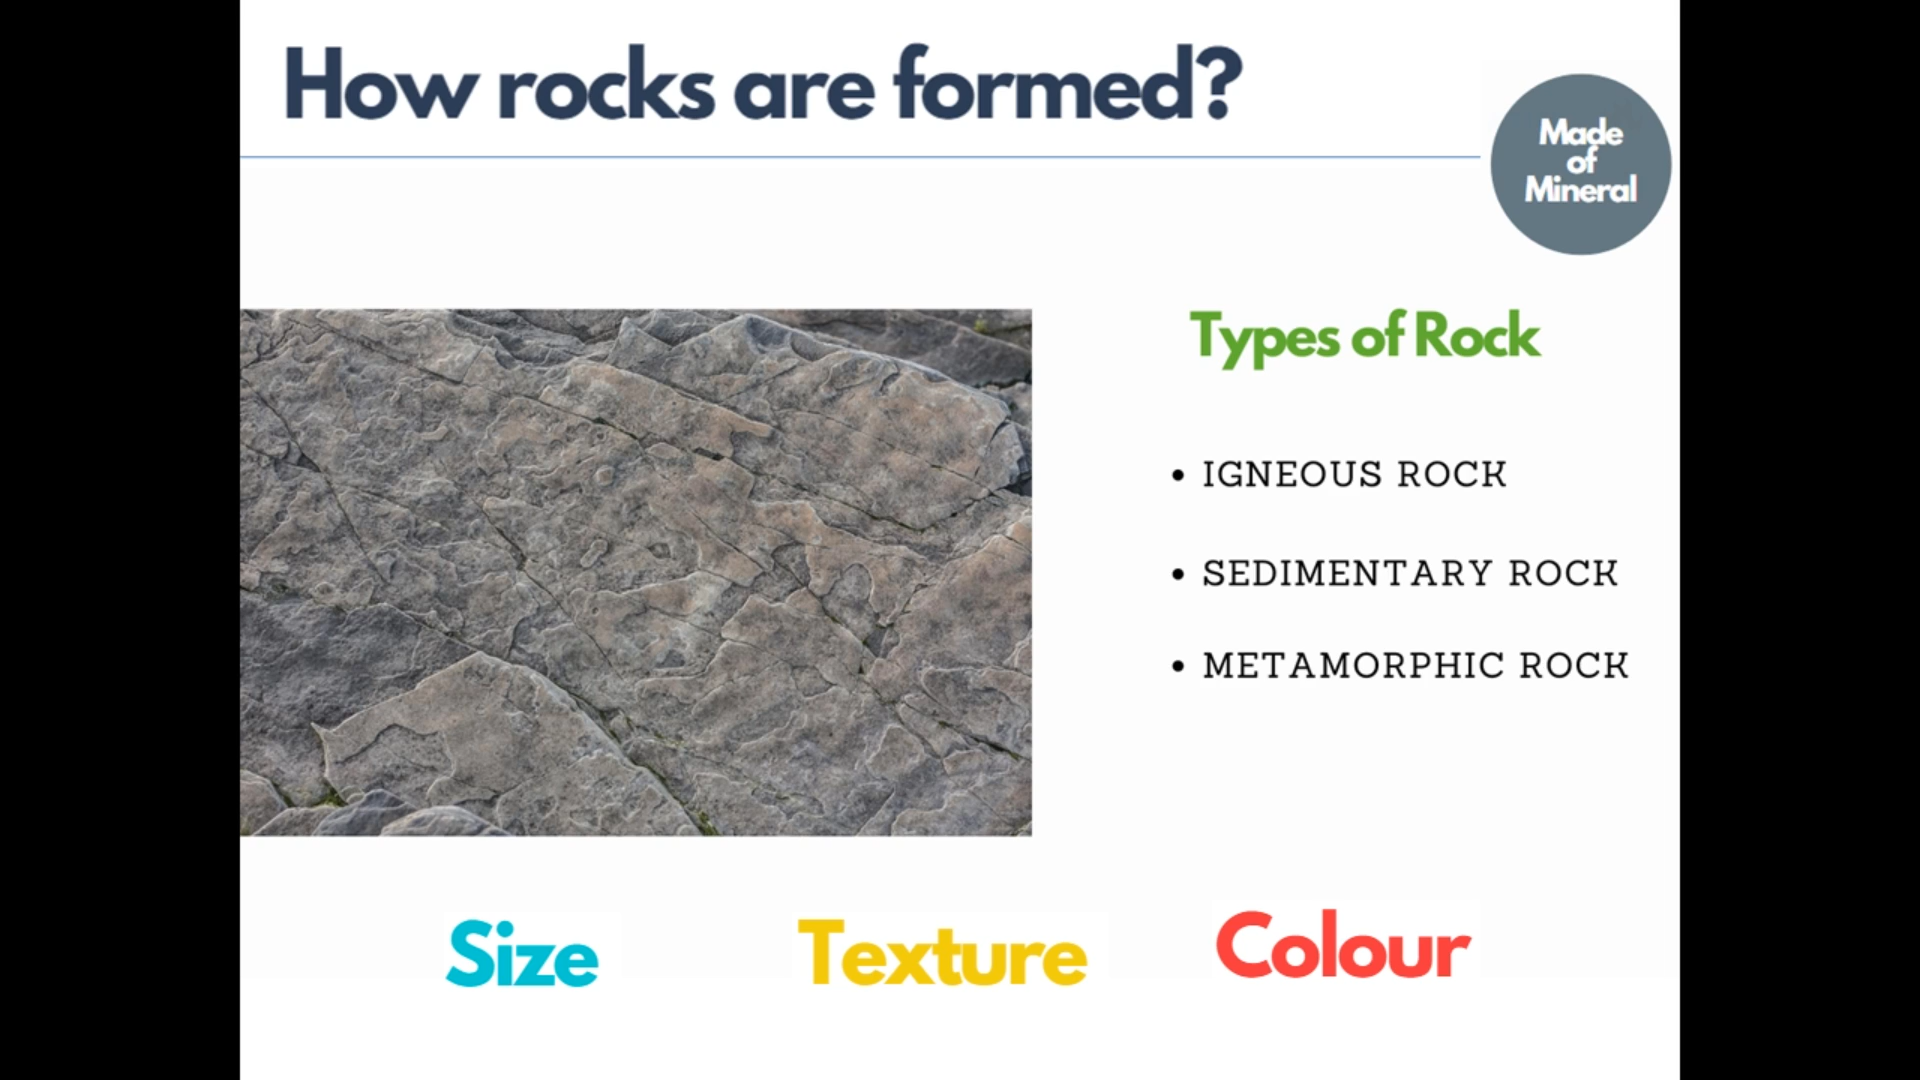 How rocks are formed?
Made
of
Mineral
Types of Rock
• IGNEOUS ROCK
• SEDIMENTARY ROCK
• METAMORPHIC ROCK
Size
Texture
Colour